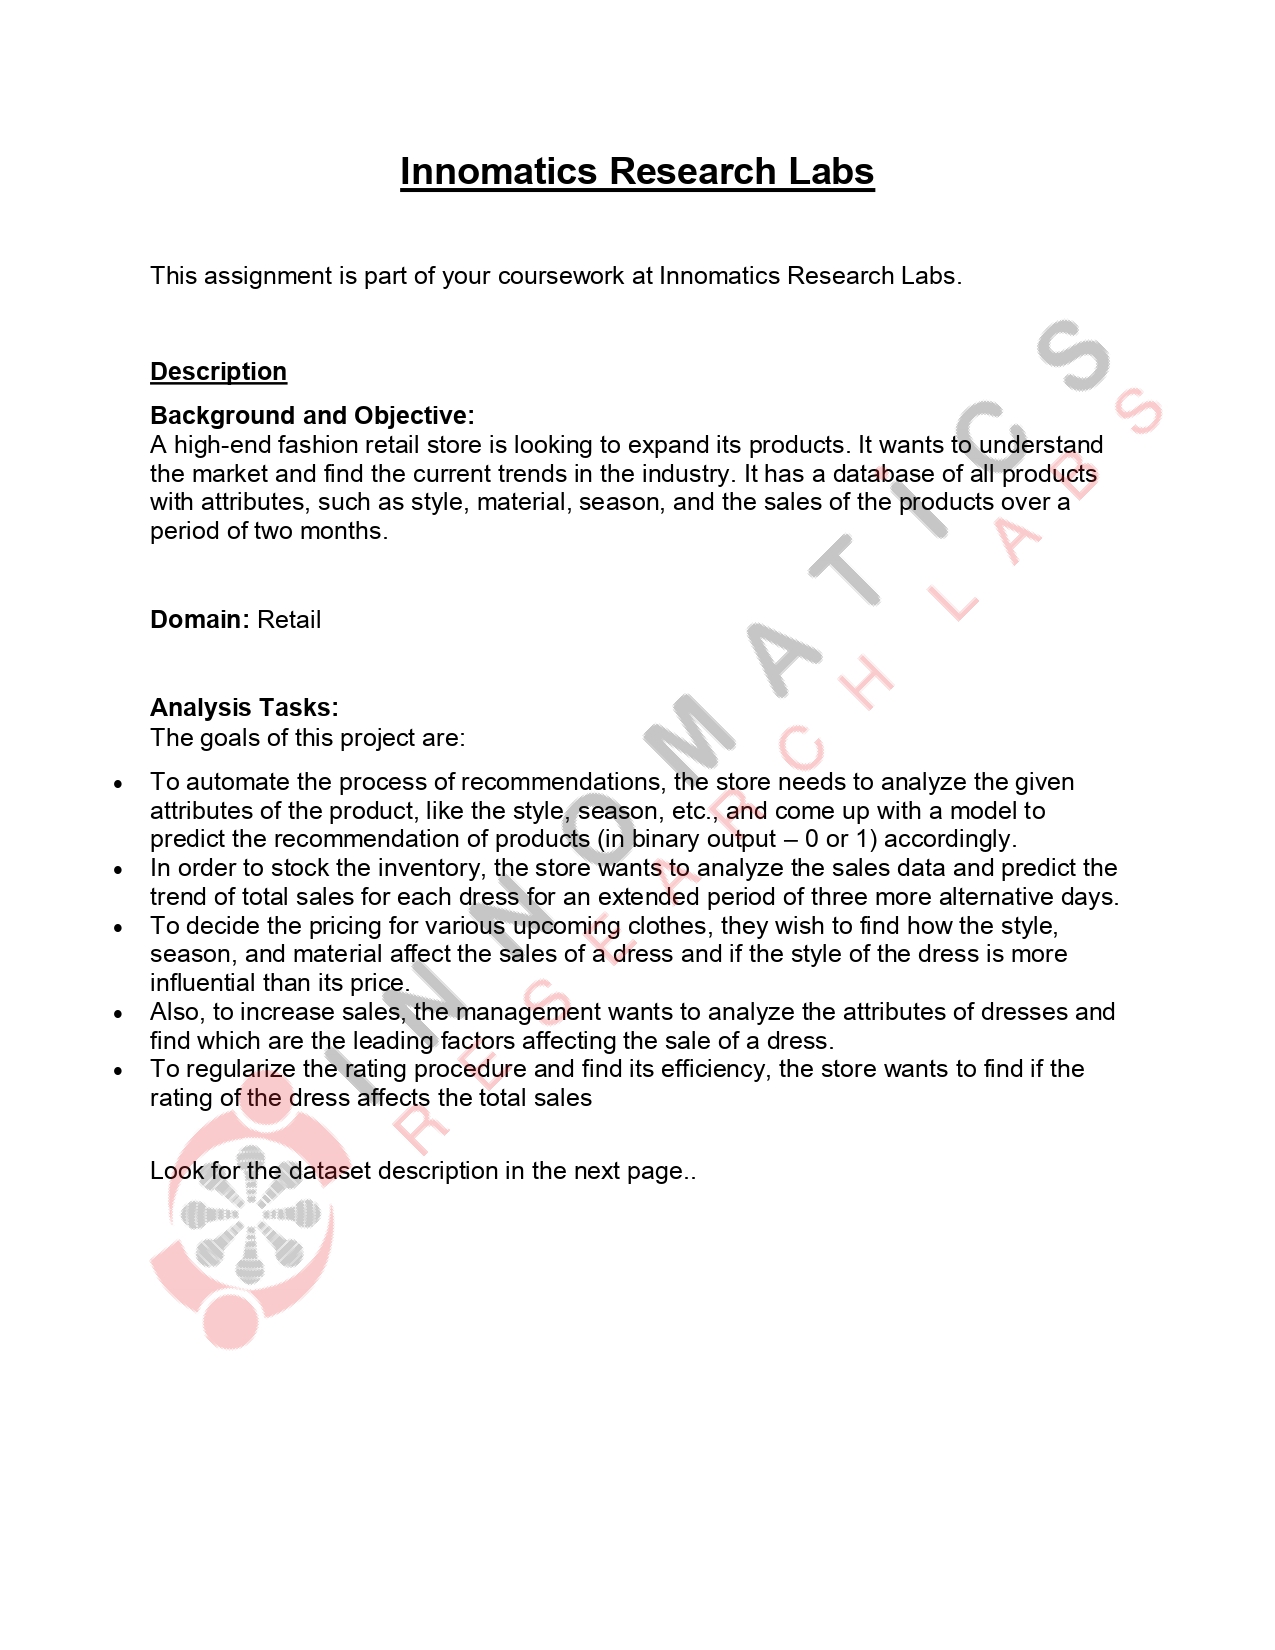 Innomatics Research Labs
This assignment is part of your coursework at Innomatics Research Labs.
Description
Background and Objective:
A high-end fashion retail store is looking to expand its products. It wants to understand
the market and find the current trends in the industry. It has a database of all products
with attributes, such as style, material, season, and the sales of the products over a
period of two months.
Domain: Retail
Analysis Tasks:
The goals of this project are:
• To automate the process of recommendations, the store needs to analyze the given
attributes of the product, like the style, season, etc., and come up with a model to
predict the recommendation of products (in binary output – 0 or 1) accordingly.
• In order to stock the inventory, the store wants to analyze the sales data and predict the
trend of total sales for each dress for an extended period of three more alternative days.
• To decide the pricing for various upcoming clothes, they wish to find how the style,
season, and material affect the sales of a dress and if the style of the dress is more
influential than its price.
• Also, to increase sales, the management wants to analyze the attributes of dresses and
find which are the leading factors affecting the sale of a dress.
• To regularize the rating procedure and find its efficiency, the store wants to find if the
rating of the dress affects the total sales
Look for the dataset description in the next page..
INNOMATICS
RESEARCH LABS